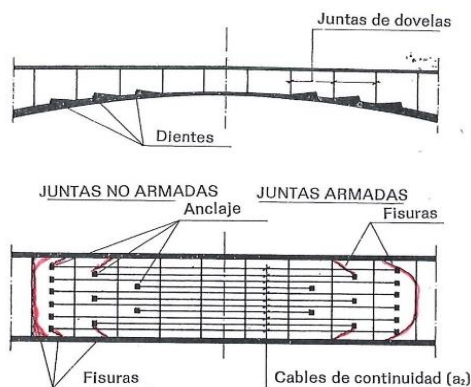 Juntas de dovelas
Dientes
JUNTAS NO ARMADAS
JUNTAS ARMADAS
Anclaje
Fisuras
Fisuras
Cables de continuidad (a₂)